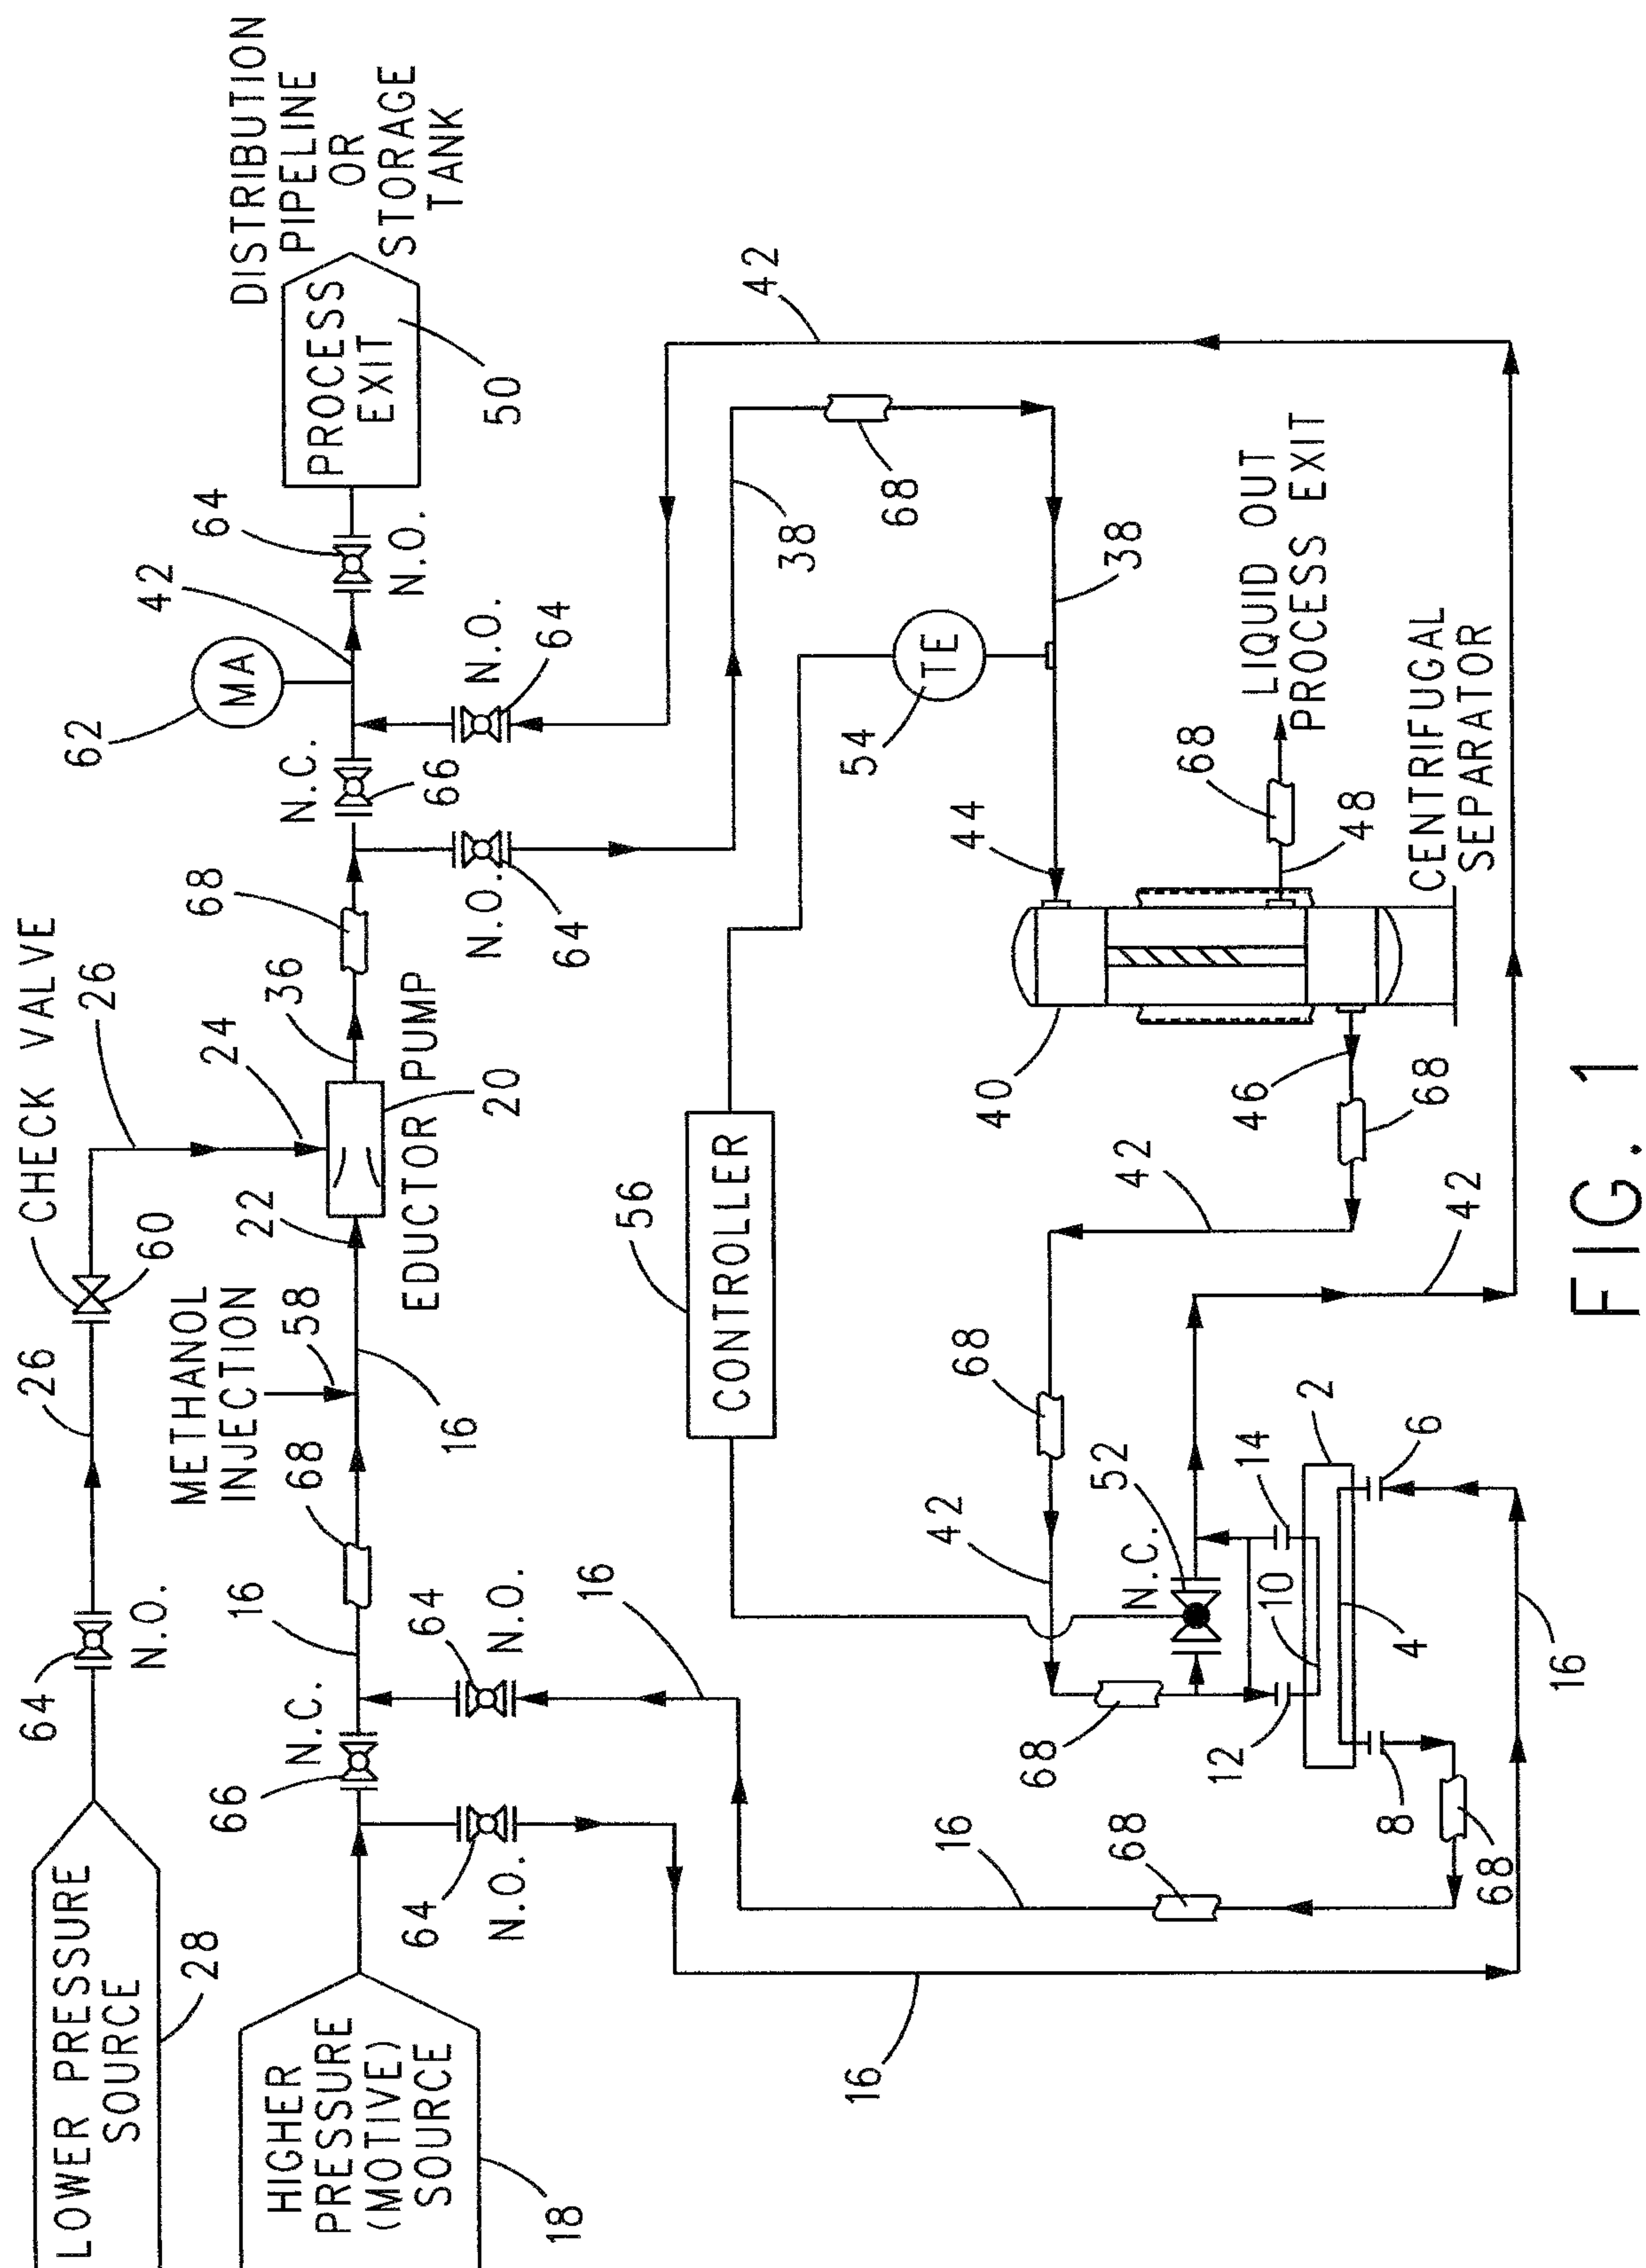 CHECK VALVE
LOWER PRESSURE
SOURCE
28
64
N.O.
26
60
26
24
62
MA
42
64
N.O.
DISTRIBUTION
PIPELINE
OR
STORAGE
TANK
METHANOL
INJECTION
58
HIGHER
PRESSURE
(MOTIVE)
SOURCE
18
66
N.C.
16
68
16
22
EDUCTOR PUMP
20
36
68
N.C.
66
PROCESS
EXIT
50
64
N.O.
64
N.O.
N.O.
64
N.O.
64
16
56
CONTROLLER
38
42
68
54
TE
38
16
16
68
42
68
42
44
40
68
N.C.
52
46
68
68
48
LIQUID OUT
PROCESS EXIT
12
10
14
2
4
8
6
68
16
42
CENTRIFUGAL
SEPARATOR
FIG. 1